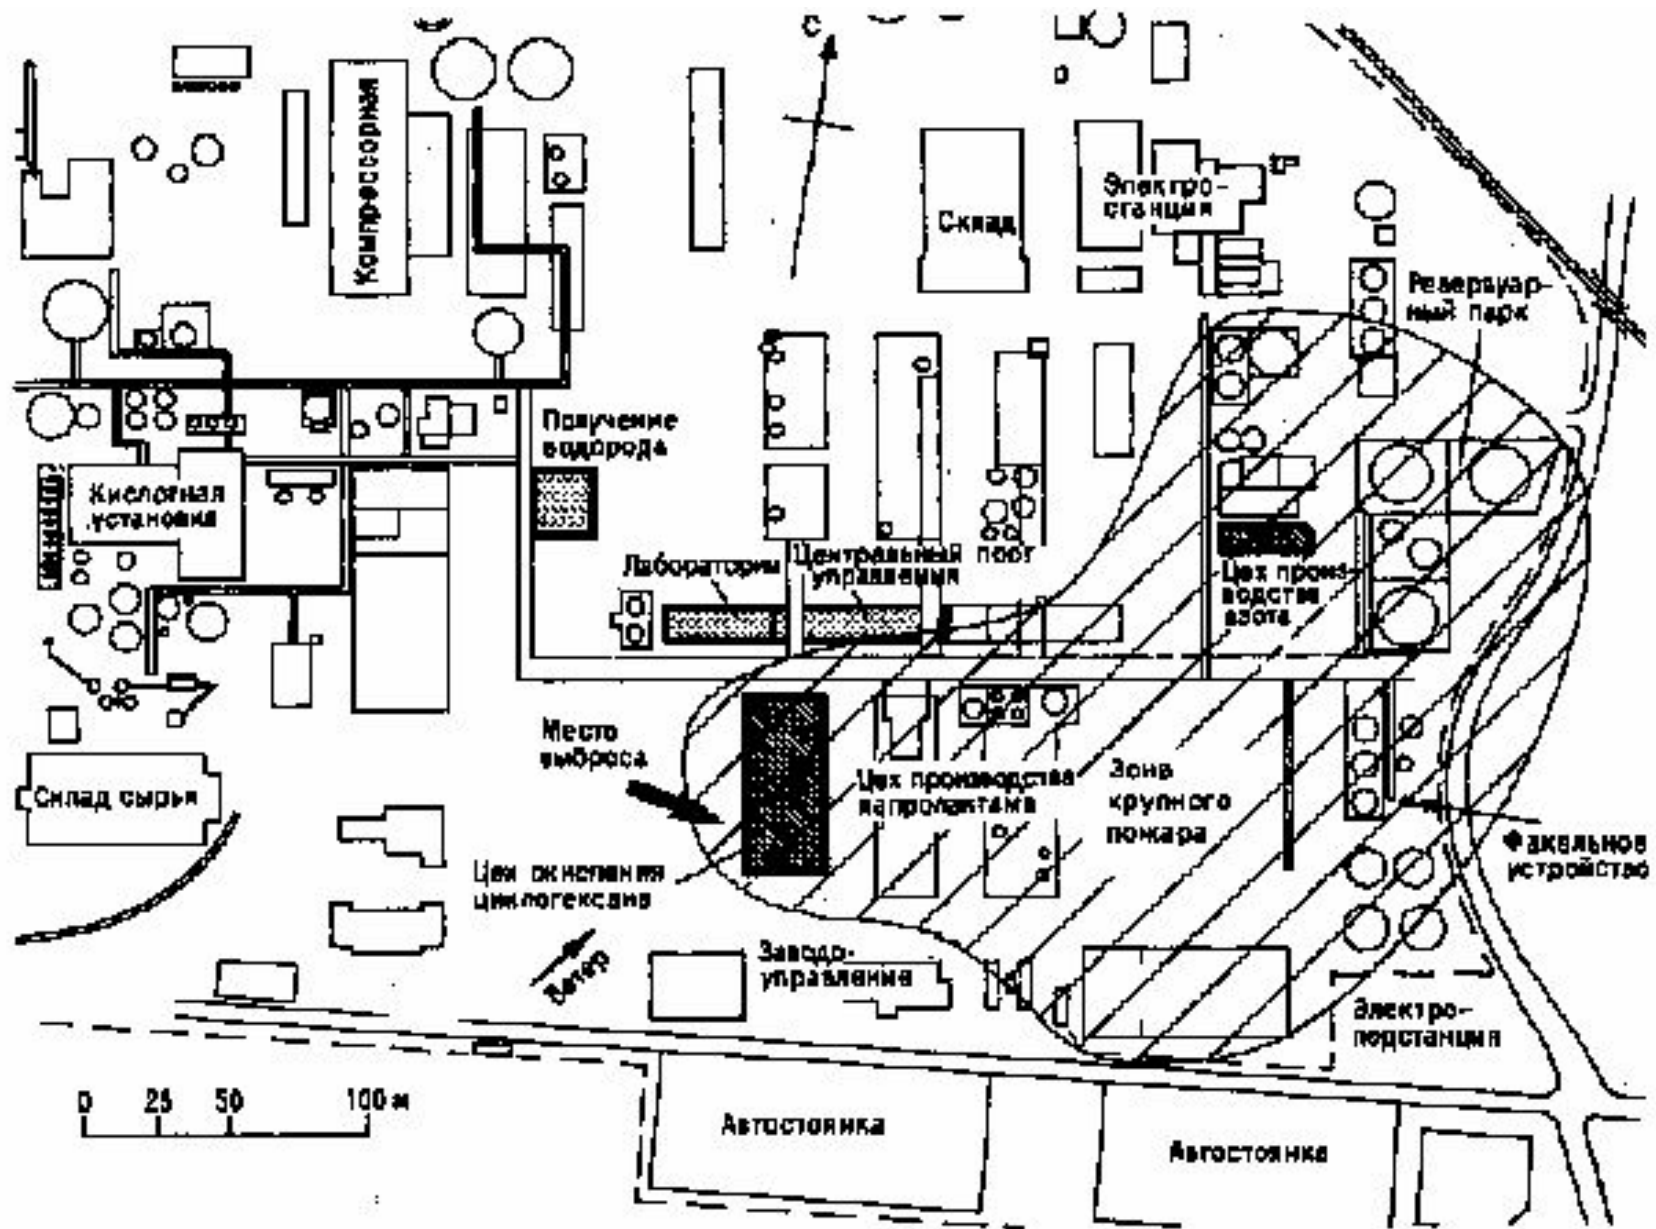 С
Компрессорная
Склад
Электро-
станция
Резервуар-
ный парк
Получение
водорода
Кислотная
установка
Лаборатории
Центральный пост
управления
Цех произ-
водства
азота
Место
выброса
Цех производства
капролактама
Зона
крупного
пожара
Склад сырья
Факельное
устройство
Цех окисления
циклогексана
Ветер
Заводо-
управление
Электро-
подстанция
0 25 50 100 м
Автостоянка
Автостоянка